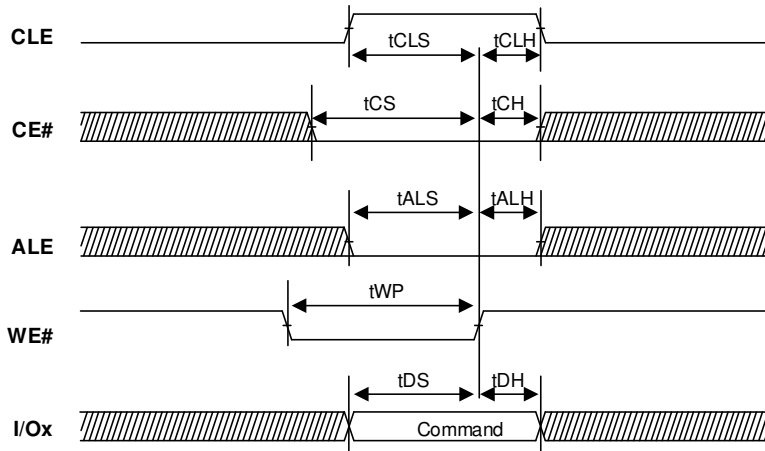 CLE
tCLS
tCLH
CE#
tCS
tCH
ALE
tALS
tALH
WE#
tWP
I/Ox
tDS
tDH
Command